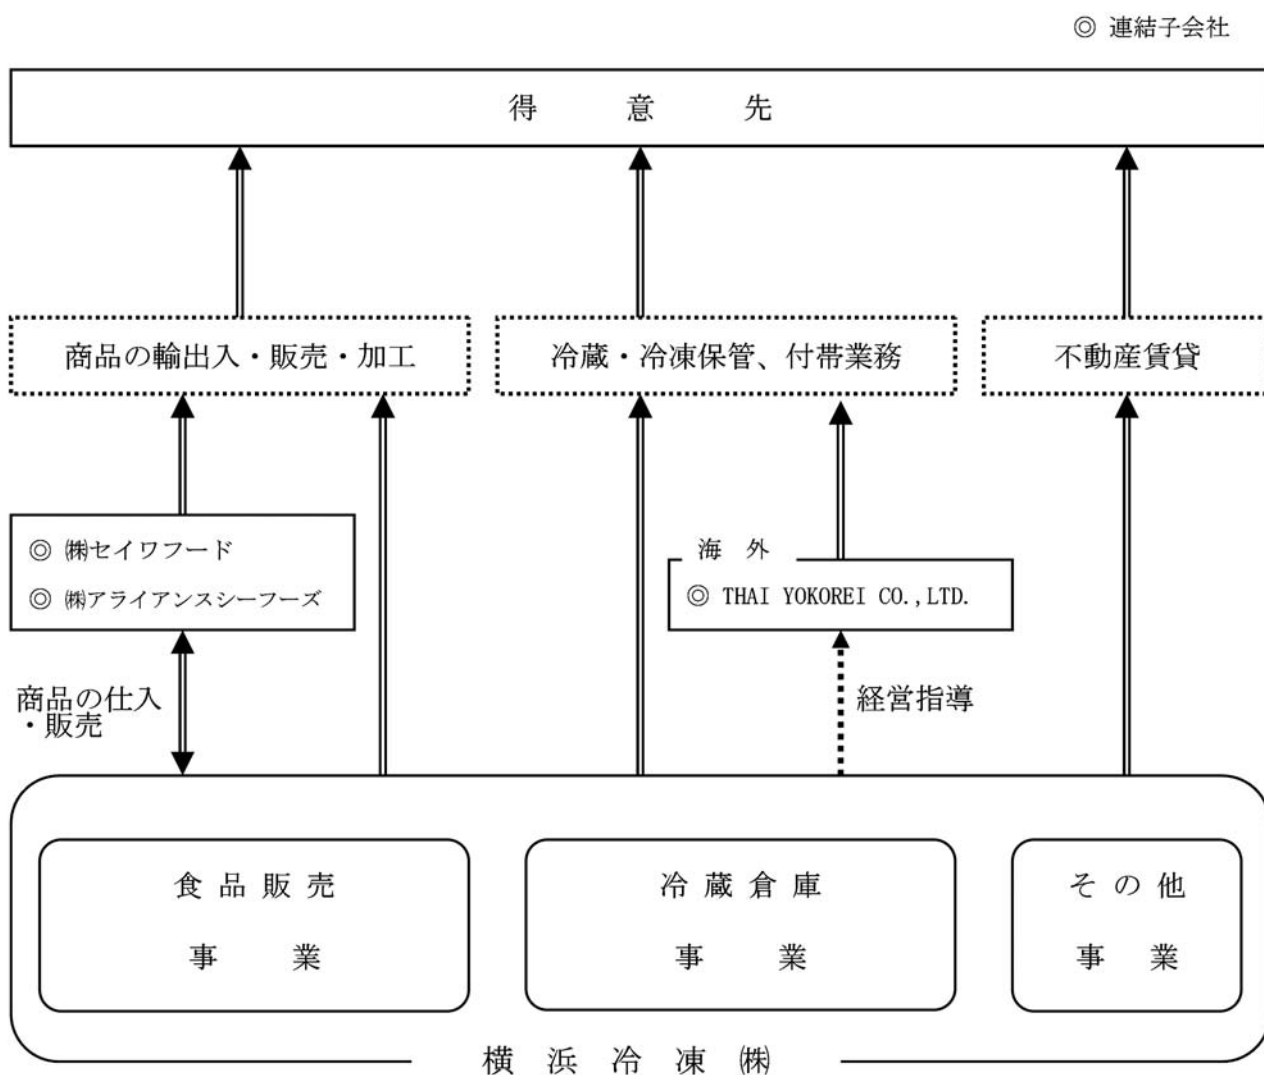 ◎ 連結子会社
得意先
商品の輸出入・販売・加工
冷蔵・冷凍保管、付帯業務
不動産賃貸
◎ ㈱セイワフード
◎ ㈱アライアンスシーフーズ
海外
◎ THAI YOKOREI CO.,LTD.
商品の仕入
・販売
経営指導
食品販売
事業
冷蔵倉庫
事業
その他
事業
横浜冷凍㈱